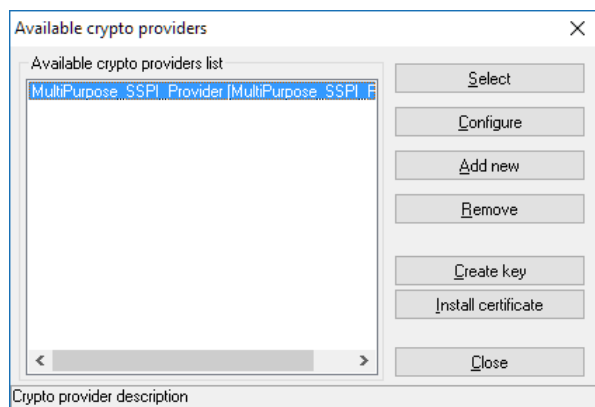 Available crypto providers
Available crypto providers list
MultiPurpose_SSPI_Provider [MultiPurpose_SSPI_F
Select
Configure
Add new
Remove
Create key
Install certificate
Close
Crypto provider description